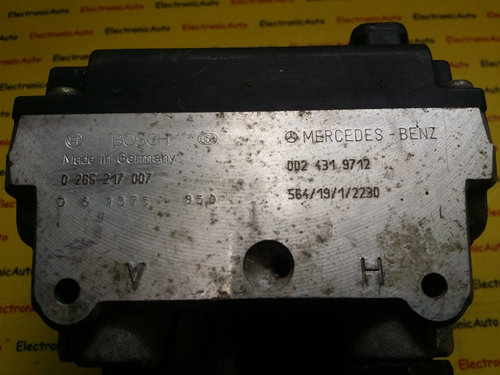 BOSCH
Made in Germany
0 265 217 007
MERCEDES-BENZ
002 431 9712
564/19/1/2230
V
H
ElectronicAuto